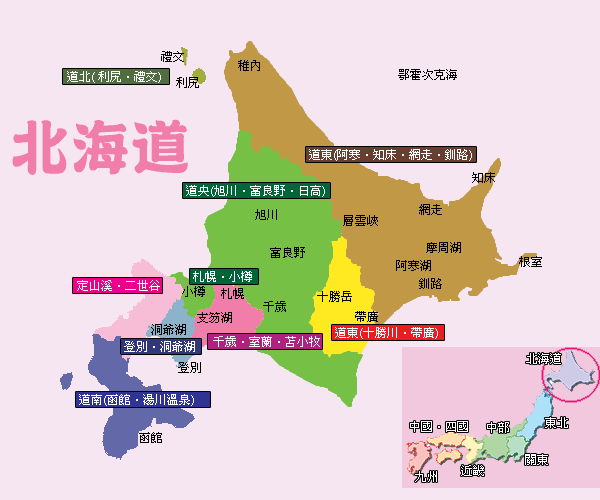 禮文
稚內
鄂霍次克海
道北(利尻・禮文)
利尻
北海道
道東(阿寒・知床・網走・釧路)
知床
道央(旭川・富良野・日高)
網走
旭川
層雲峽
摩周湖
富良野
阿寒湖
根室
札幌・小樽
定山溪・二世谷
釧路
小樽
札幌
十勝岳
千歲
支笏湖
帶廣
洞爺湖
道東(十勝川・帶廣)
千歲・室蘭・苫小牧
登別・洞爺湖
登別
北海道
道南(函館・湯川溫泉)
東北
中國・四國
中部
函館
關東
近畿
九州